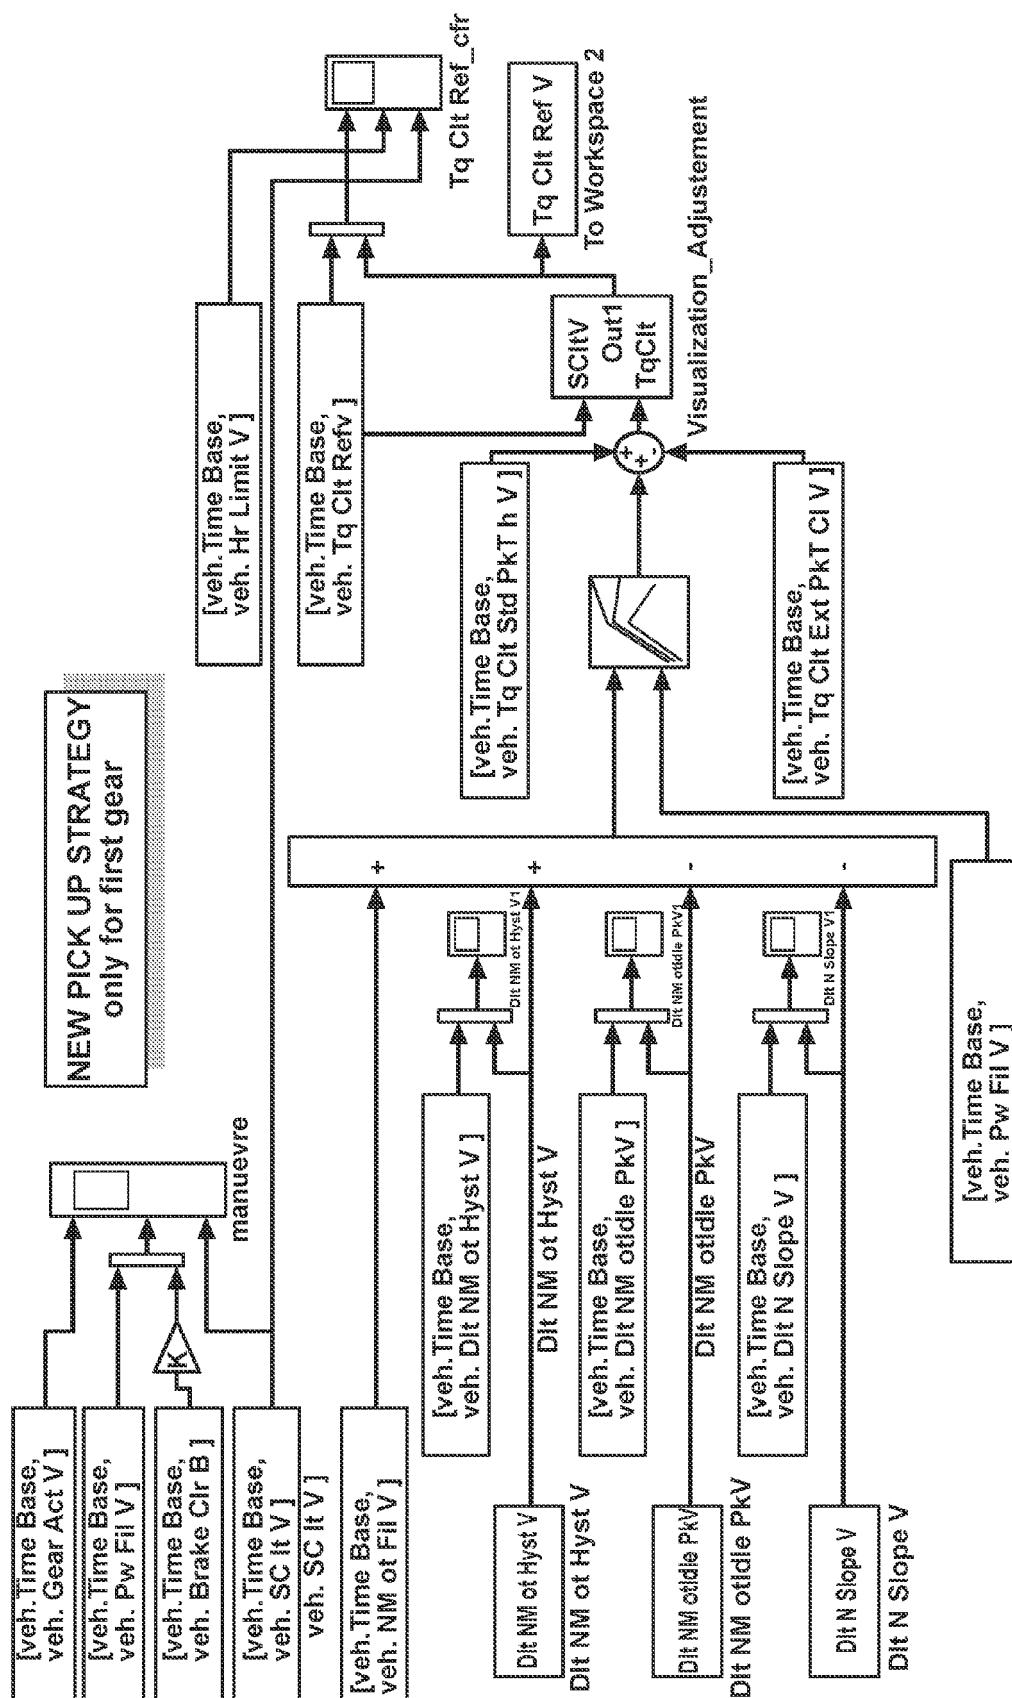 [veh.Time Base,
veh. Gear Act V ]
[veh.Time Base,
veh. Pw Fil V ]
[veh.Time Base,
veh. Brake Clr B ]
K
[veh.Time Base,
veh. SC lt V ]
veh. SC lt V ]
manuevre
NEW PICK UP STRATEGY
only for first gear
[veh.Time Base,
veh. Hr Limit V ]
[veh.Time Base,
veh. Tq Clt Refv ]
Tq Clt Ref_cfr
[veh.Time Base,
veh. NM ot Fil V ]
+
[veh.Time Base,
veh. Dlt NM ot Hyst V ]
Dlt NM ot Hyst V1
Dlt NM ot Hyst V
Dlt NM ot Hyst V
Dlt NM ot Hyst V
+
[veh.Time Base,
veh. Dlt NM otldle PkV ]
Dlt NM otldle PkV1
Dlt NM otldle PkV
Dlt NM otldle PkV
Dlt NM otldle PkV
-
[veh.Time Base,
veh. Dlt N Slope V ]
Dlt N Slope V1
Dlt N Slope V
Dlt N Slope V
-
[veh.Time Base,
veh. Pw Fil V ]
[veh.Time Base,
veh. Tq Clt Std PkT h V ]
[veh.Time Base,
veh. Tq Clt Ext PkT Cl V ]
+
+
-
SCltV
Out1
TqClt
Visualization_Adjustement
Tq Clt Ref V
To Workspace 2